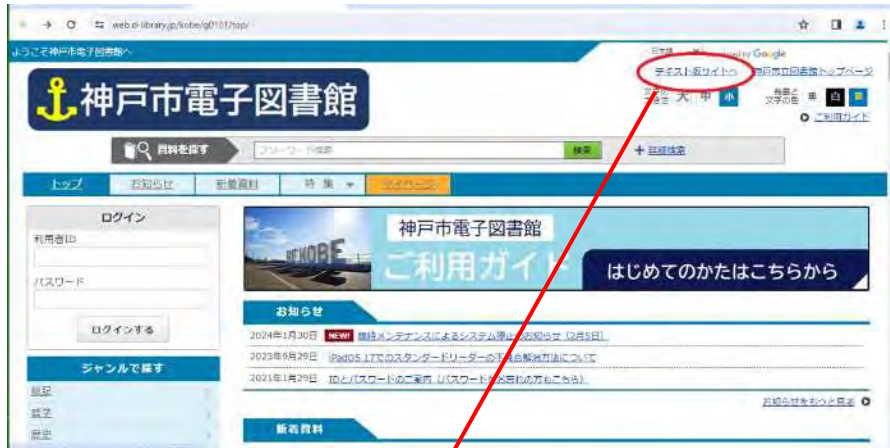 web.d-library.jp/kobe/g0101/top/
ようこそ神戸市電子図書館へ
Google
テキスト版サイトへ
神戸市立図書館トップページ
神戸市電子図書館
大 中 小
文字の色
白
ご利用ガイド
資料を探す
フリーワード検索
検索
+ 詳細検索
トップ
お知らせ
新着資料
特集
マイページ
ログイン
利用者ID
パスワード
ログインする
ジャンルで探す
総記
哲学
歴史
BE KOBE
神戸市電子図書館
ご利用ガイド
はじめてのかたはこちらから
お知らせ
2024年1月30日 NEW! メンテナンスによるシステム停止のお知らせ（2月5日）
2023年9月29日 iPadOS 17でのスタンダードリーダーの不具合解消方法について
2021年1月29日 IDとパスワードのご案内（パスワードをお忘れの方もこちら）
お知らせをもっと見る
新着資料